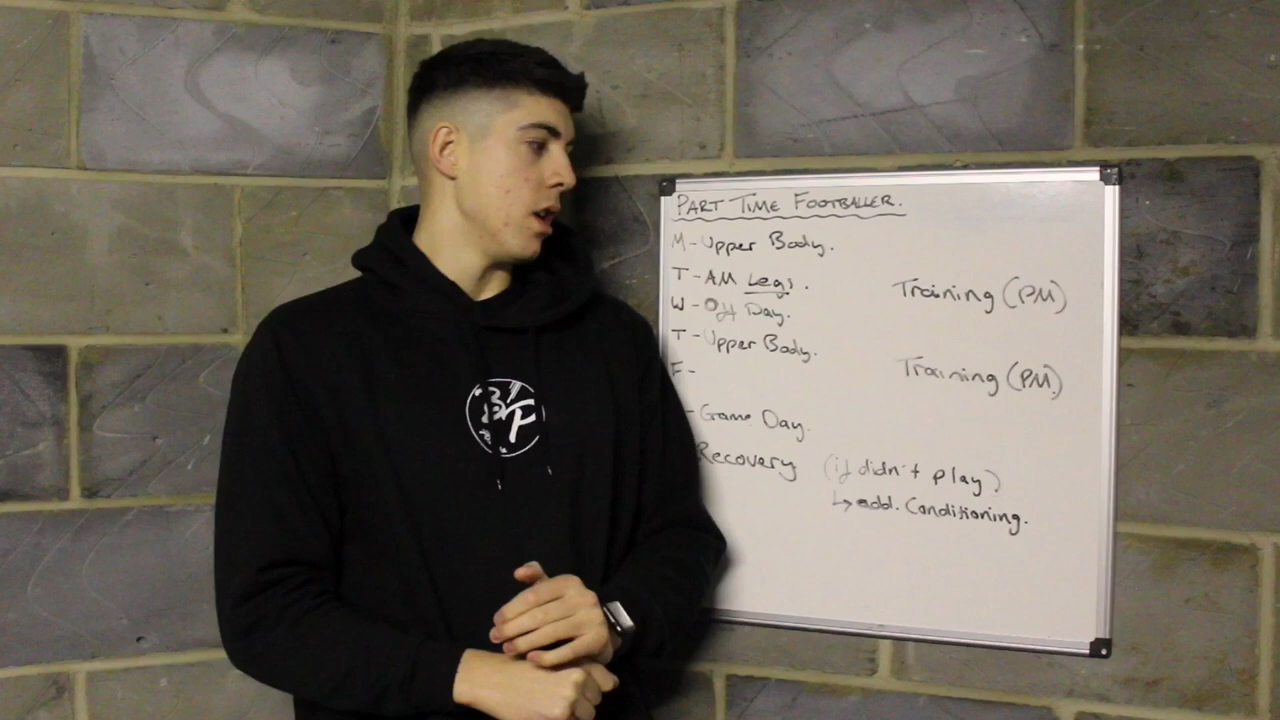 PART TIME FOOTBALLER.
M - Upper Body.
T - AM Legs.
Training (PM)
W - Off Day.
T - Upper Body.
Training (PM)
F -
- Game Day.
Recovery (if didn't play)
↳ add. Conditioning.